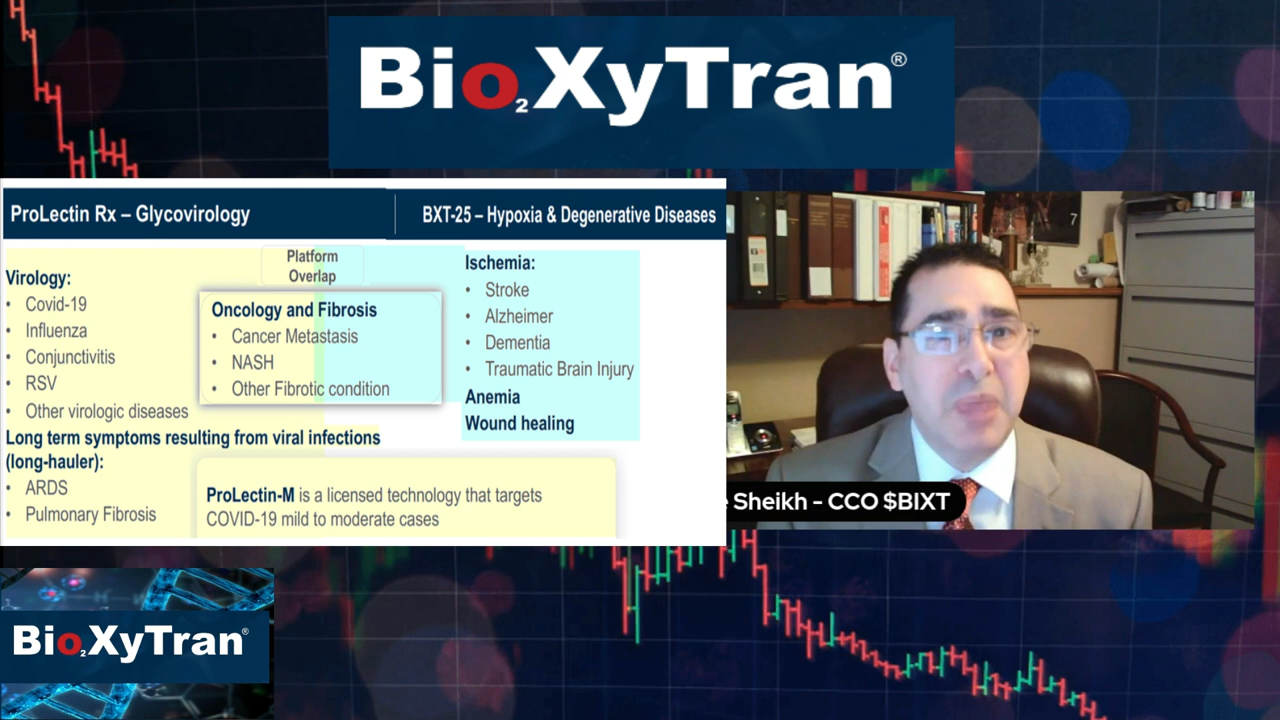 Bio2XyTran®
ProLectin Rx – Glycovirology
BXT-25 – Hypoxia & Degenerative Diseases
Platform
Overlap
Virology:
• Covid-19
• Influenza
• Conjunctivitis
• RSV
• Other virologic diseases
Long term symptoms resulting from viral infections
(long-hauler):
• ARDS
• Pulmonary Fibrosis
Oncology and Fibrosis
• Cancer Metastasis
• NASH
• Other Fibrotic condition
Ischemia:
• Stroke
• Alzheimer
• Dementia
• Traumatic Brain Injury
Anemia
Wound healing
ProLectin-M is a licensed technology that targets
COVID-19 mild to moderate cases
7
Sheikh - CCO $BIXT
Bio2XyTran®